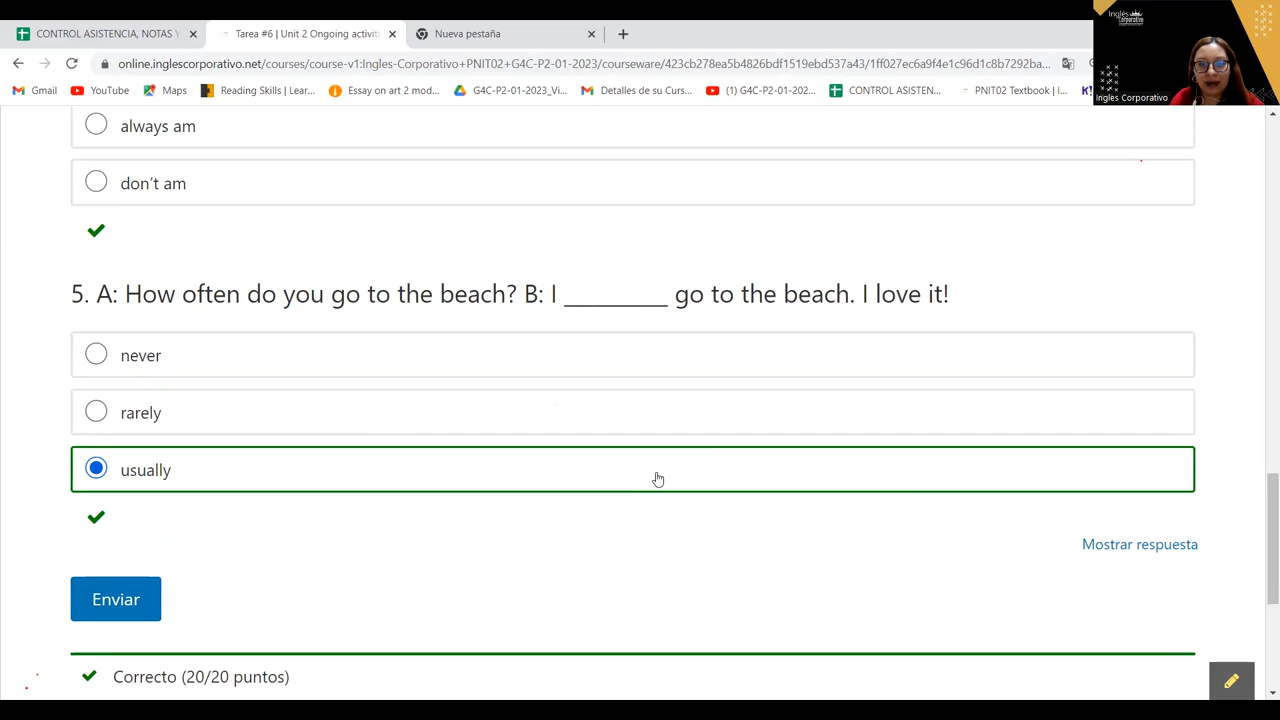 CONTROL ASISTENCIA, NOTAS Y
Tarea #6 | Unit 2 Ongoing activiti
Nueva pestaña
online.inglescorporativo.net/courses/course-v1:Ingles-Corporativo+PNIT02+G4C-P2-01-2023/courseware/423cb278ea5b4826bdf1519ebd537a43/1ff027ec6a9f4e1c96d1c8b7292ba...
Gmail
YouTube
Maps
Reading Skills | Lear...
Essay on art 2 mod...
G4C-P2-01-2023_Vi...
Detalles de su Curs...
(1) G4C-P2-01-202...
CONTROL ASISTEN...
PNIT02 Textbook | I...
Inglés
Corporativo
Ingles Corporativo
always am
don't am
5. A: How often do you go to the beach? B: I _________ go to the beach. I love it!
never
rarely
usually
Mostrar respuesta
Enviar
Correcto (20/20 puntos)